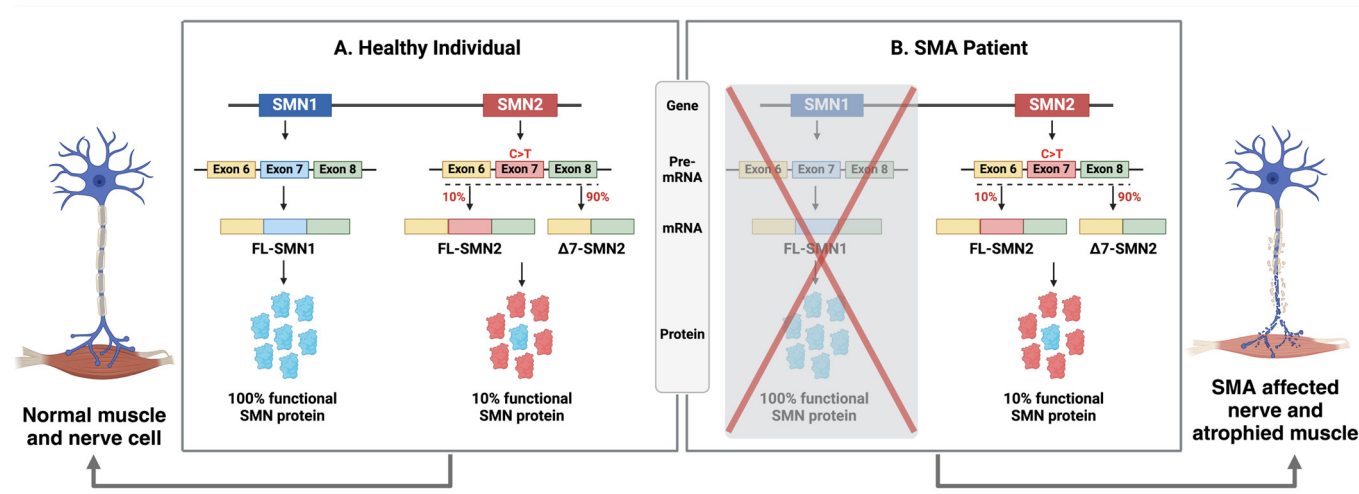 A. Healthy Individual
SMN1
SMN2
C>T
Exon 6
Exon 7
Exon 8
Exon 6
Exon 7
Exon 8
10%
90%
FL-SMN1
FL-SMN2
Δ7-SMN2
100% functional
SMN protein
10% functional
SMN protein
Gene
Pre-
mRNA
mRNA
Protein
B. SMA Patient
SMN1
SMN2
C>T
Exon 6
Exon 7
Exon 8
Exon 6
Exon 7
Exon 8
10%
90%
FL-SMN1
FL-SMN2
Δ7-SMN2
100% functional
SMN protein
10% functional
SMN protein
Normal muscle
and nerve cell
SMA affected
nerve and
atrophied muscle